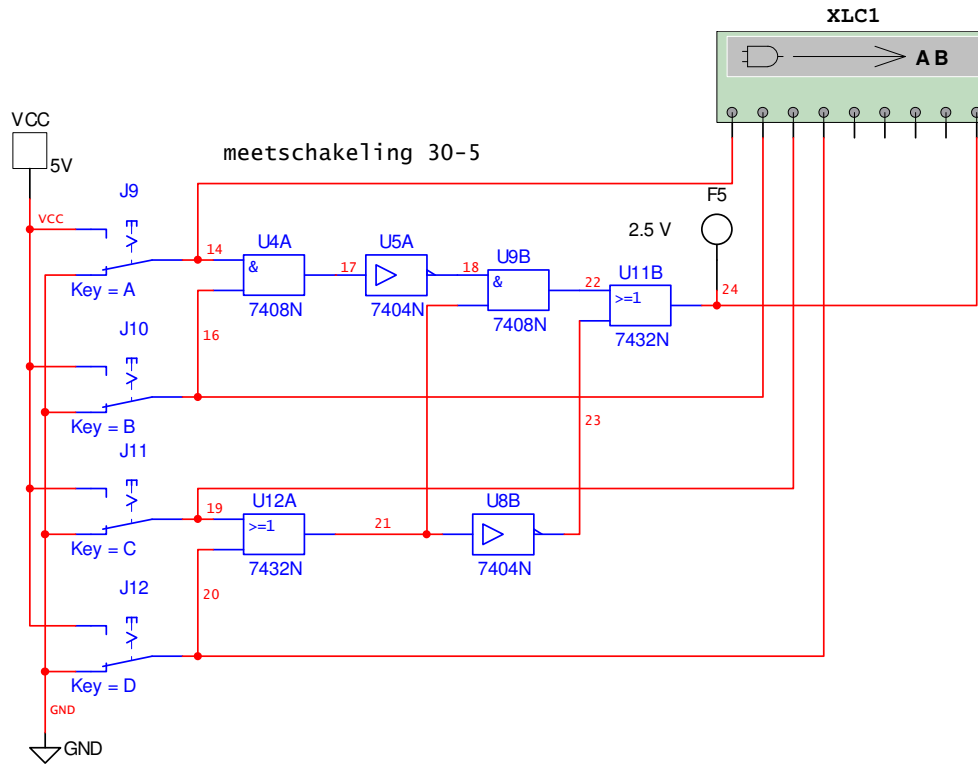 XLC1
A B
VCC
5V
meetschakeling 30-5
J9
VCC
Key = A
14
U4A
&
7408N
17
U5A
7404N
18
U9B
&
7408N
22
U11B
>=1
7432N
F5
2.5 V
24
J10
16
Key = B
23
J11
Key = C
19
U12A
>=1
7432N
21
U8B
7404N
J12
20
Key = D
GND
GND